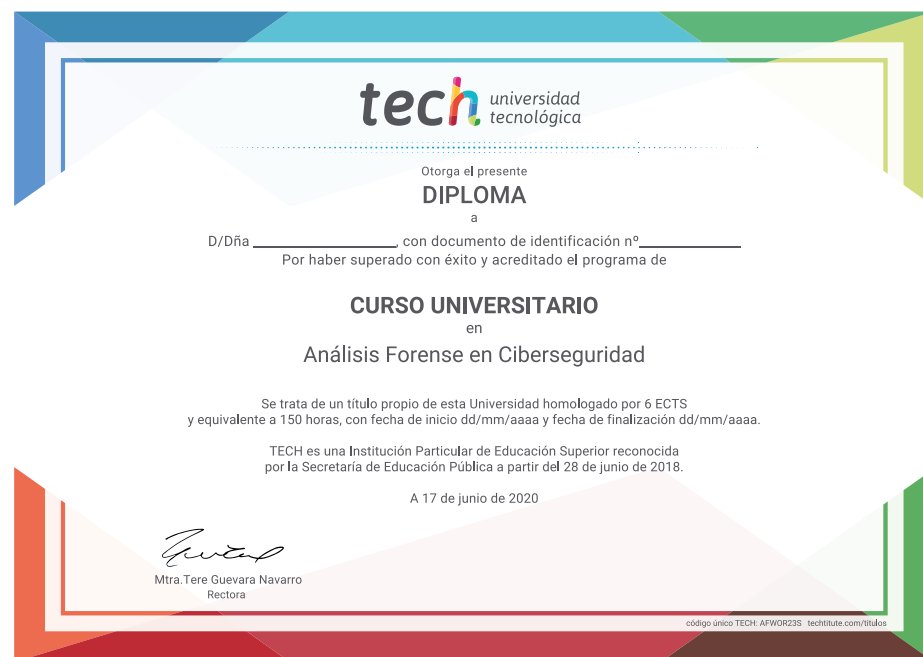 tech universidad
tecnológica
Otorga el presente
DIPLOMA
a
D/Dña ____________________, con documento de identificación nº______________
Por haber superado con éxito y acreditado el programa de
CURSO UNIVERSITARIO
en
Análisis Forense en Ciberseguridad
Se trata de un título propio de esta Universidad homologado por 6 ECTS
y equivalente a 150 horas, con fecha de inicio dd/mm/aaaa y fecha de finalización dd/mm/aaaa.
TECH es una Institución Particular de Educación Superior reconocida
por la Secretaría de Educación Pública a partir del 28 de junio de 2018.
A 17 de junio de 2020
Mtra.Tere Guevara Navarro
Rectora
código único TECH: AFWOR23S techtitute.com/titulos